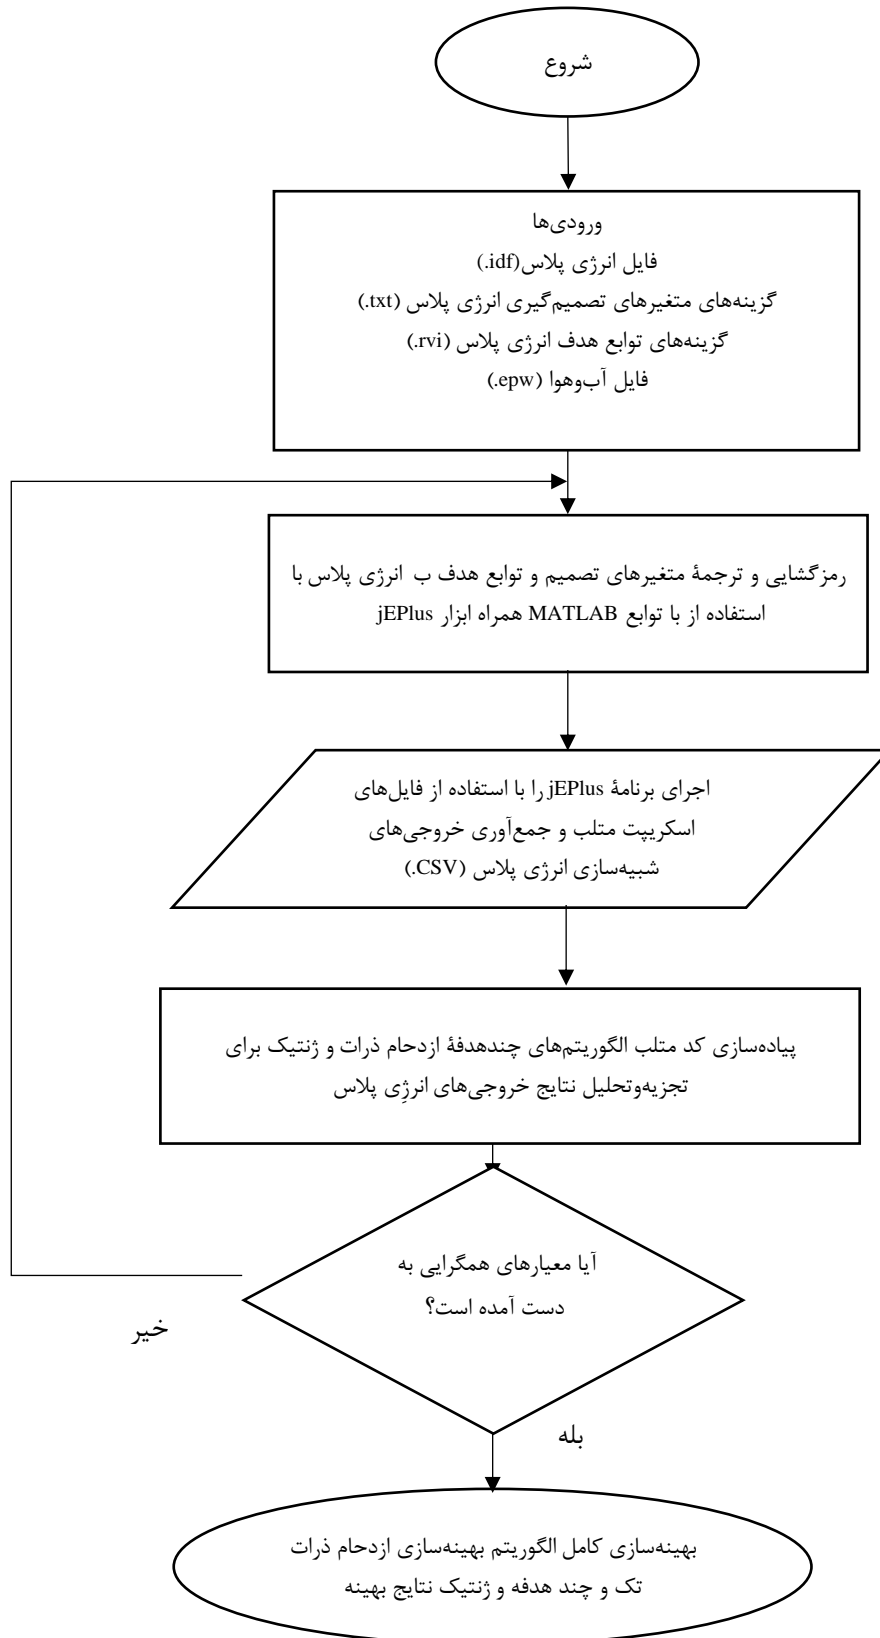 شروع
ورودی‌ها
فایل انرژی پلاس(idf.)
گزینه‌های متغیرهای تصمیم‌گیری انرژی پلاس (txt.)
گزینه‌های توابع هدف انرژی پلاس (rvi.)
فایل آب‌وهوا (epw.)
رمزگشایی و ترجمهٔ متغیرهای تصمیم و توابع هدف ب انرژی پلاس با
استفاده از با توابع MATLAB همراه ابزار jEPlus
اجرای برنامهٔ jEPlus را با استفاده از فایل‌های
اسکریپت متلب و جمع‌آوری خروجی‌های
شبیه‌سازی انرژی پلاس (CSV.)
پیاده‌سازی کد متلب الگوریتم‌های چندهدفهٔ ازدحام ذرات و ژنتیک برای
تجزیه‌وتحلیل نتایج خروجی‌های انرژِی پلاس
آیا معیارهای همگرایی به
دست آمده است؟
خیر
بله
بهینه‌سازی کامل الگوریتم بهینه‌سازی ازدحام ذرات
تک و چند هدفه و ژنتیک نتایج بهینه